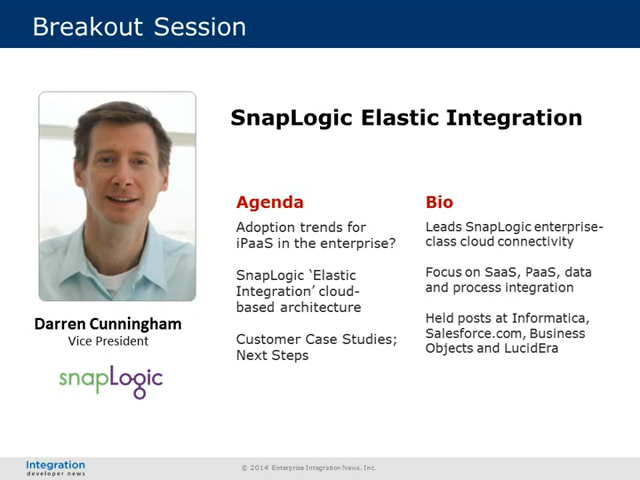 Breakout Session
SnapLogic Elastic Integration
Agenda
Adoption trends for
iPaaS in the enterprise?
SnapLogic ‘Elastic
Integration’ cloud-
based architecture
Customer Case Studies;
Next Steps
Bio
Leads SnapLogic enterprise-
class cloud connectivity
Focus on SaaS, PaaS, data
and process integration
Held posts at Informatica,
Salesforce.com, Business
Objects and LucidEra
Darren Cunningham
Vice President
snapLogic
Integration
developer news
© 2014 Enterprise Integration News, Inc.